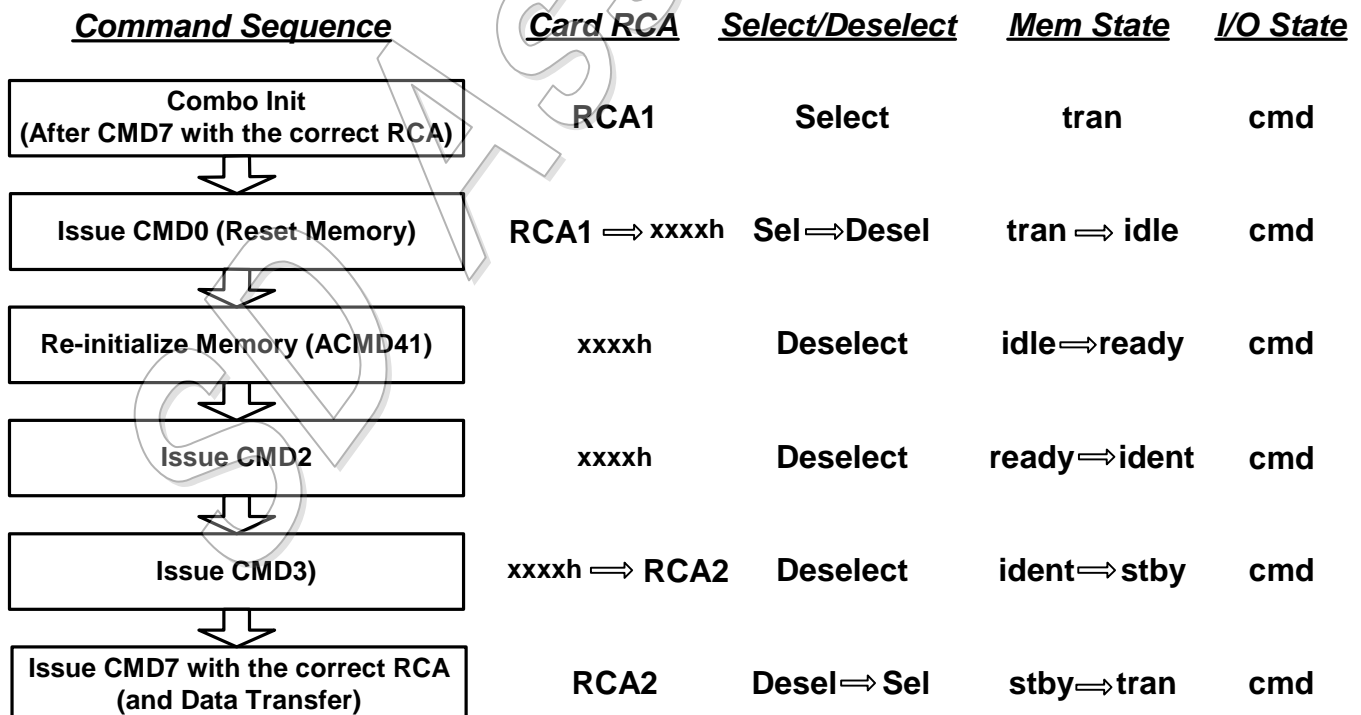 Command Sequence Card RCA Select/Deselect Mem State I/O State
Combo Init
(After CMD7 with the correct RCA)
RCA1 Select tran cmd
Issue CMD0 (Reset Memory) RCA1 ⇒ xxxxh Sel⇒Desel tran ⇒ idle cmd
Re-initialize Memory (ACMD41) xxxxh Deselect idle⇒ready cmd
Issue CMD2 xxxxh Deselect ready⇒ident cmd
Issue CMD3) xxxxh ⇒ RCA2 Deselect ident⇒stby cmd
Issue CMD7 with the correct RCA
(and Data Transfer)
RCA2 Desel⇒ Sel stby⇒tran cmd
SD As